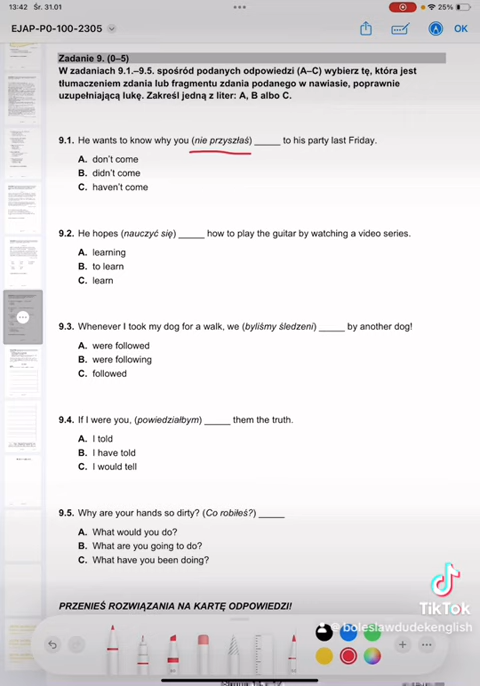 13:42 Śr. 31.01
25%
EJAP-P0-100-2305
OK
Zadanie 9. (0–5)
W zadaniach 9.1.–9.5. spośród podanych odpowiedzi (A–C) wybierz tę, która jest
tłumaczeniem zdania lub fragmentu zdania podanego w nawiasie, poprawnie
uzupełniającą lukę. Zakreśl jedną z liter: A, B albo C.
9.1. He wants to know why you (nie przyszłaś) _____ to his party last Friday.
A. don't come
B. didn't come
C. haven't come
9.2. He hopes (nauczyć się) _____ how to play the guitar by watching a video series.
A. learning
B. to learn
C. learn
9.3. Whenever I took my dog for a walk, we (byliśmy śledzeni) _____ by another dog!
A. were followed
B. were following
C. followed
9.4. If I were you, (powiedziałbym) _____ them the truth.
A. I told
B. I have told
C. I would tell
9.5. Why are your hands so dirty? (Co robiłeś?) _____
A. What would you do?
B. What are you going to do?
C. What have you been doing?
PRZENIEŚ ROZWIĄZANIA NA KARTĘ ODPOWIEDZI!
TikTok
@boleslawdudekenglish